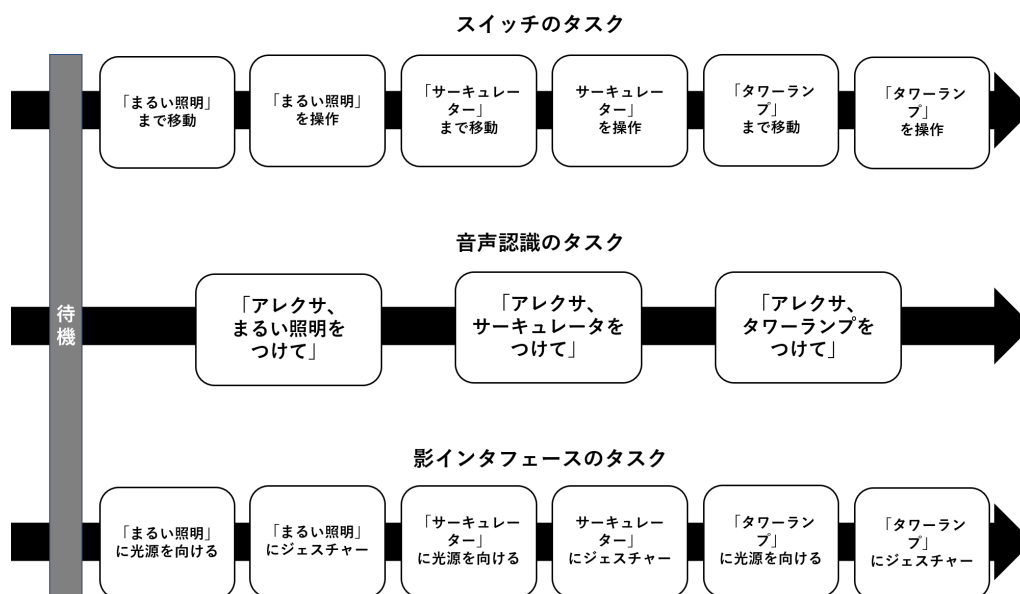 スイッチのタスク
「まるい照明」
まで移動
「まるい照明」
を操作
「サーキュレー
ター」
まで移動
サーキュレー
ター」
を操作
「タワーラン
プ」
まで移動
「タワーラン
プ」
を操作
待
機
音声認識のタスク
「アレクサ、
まるい照明を
つけて」
「アレクサ、
サーキュレータを
つけて」
「アレクサ、
タワーランプを
つけて」
影インタフェースのタスク
「まるい照明」
に光源を向ける
「まるい照明」
にジェスチャー
「サーキュレー
ター」
に光源を向ける
サーキュレー
ター」
にジェスチャー
「タワーラン
プ」
に光源を向ける
「タワーラン
プ」
にジェスチャー